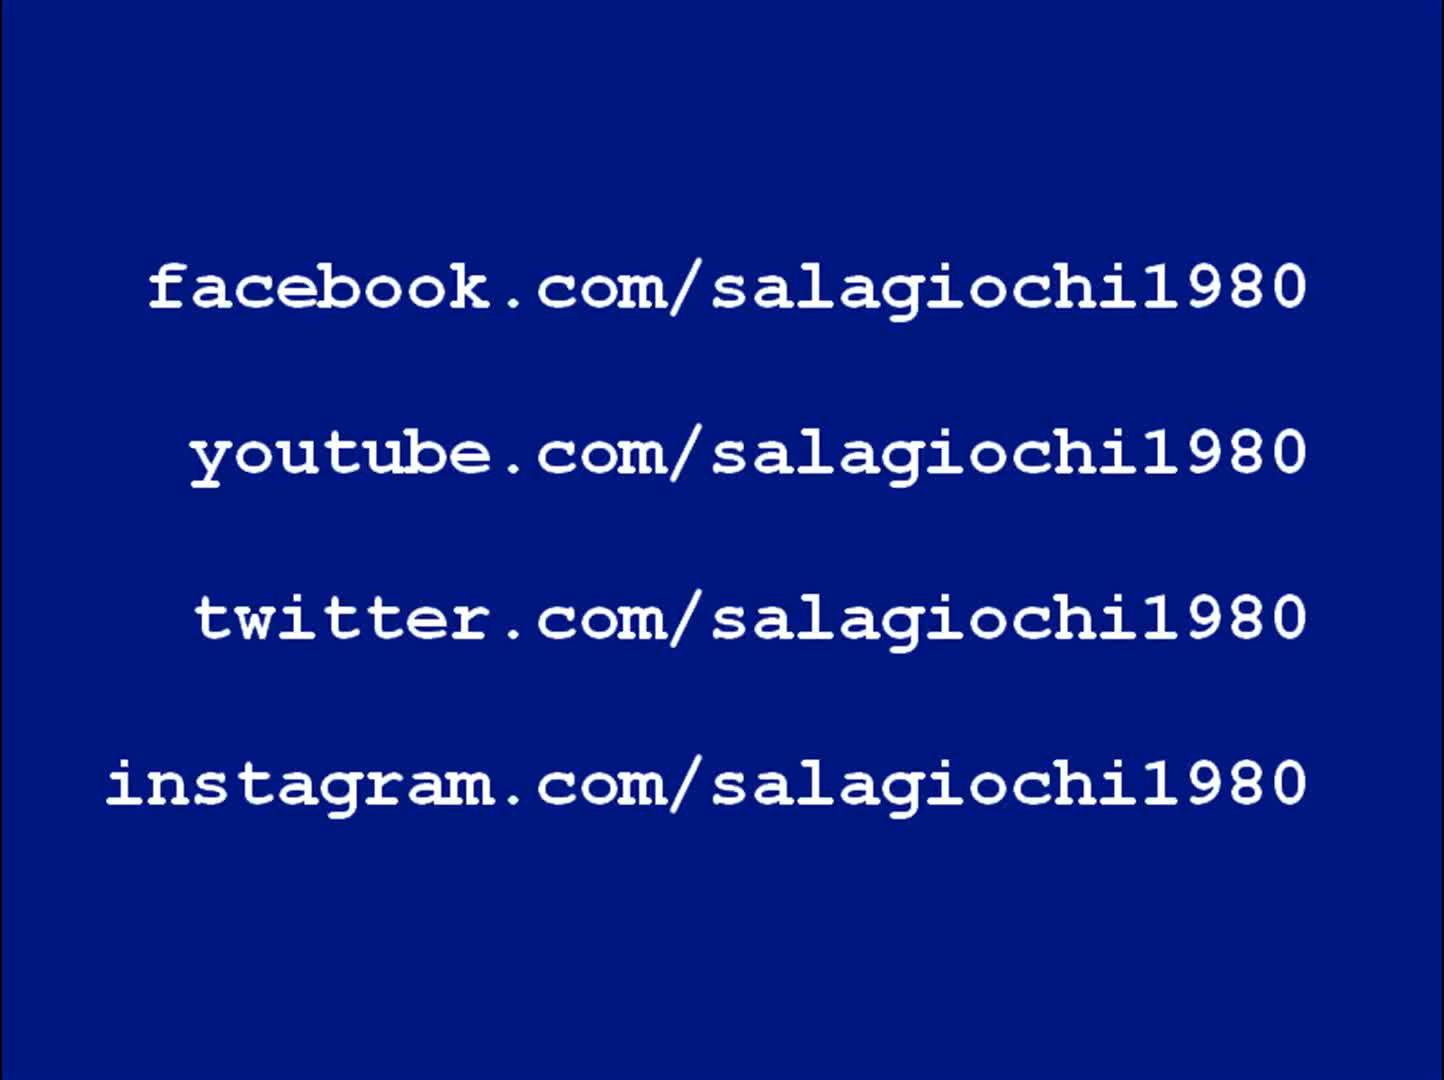 facebook.com/salagiochi1980
youtube.com/salagiochi1980
twitter.com/salagiochi1980
instagram.com/salagiochi1980